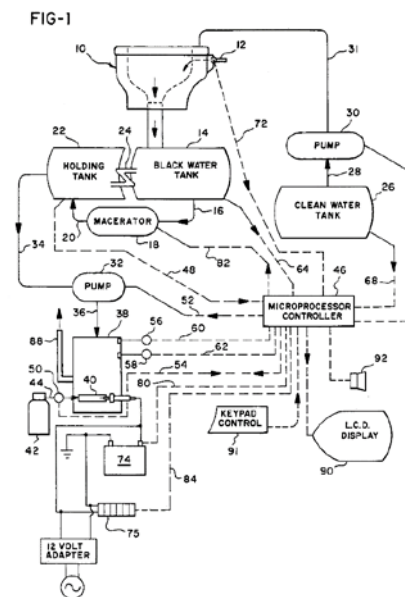 FIG-1
10
12
31
72
22
24
14
30
PUMP
HOLDING
TANK
BLACK WATER
TANK
28
26
CLEAN WATER
TANK
16
20
MACERATOR
18
82
64
34
48
68
32
PUMP
52
46
MICROPROCESSOR
CONTROLLER
36
38
56
60
88
62
58
54
92
50
44
40
80
42
KEYPAD
CONTROL
91
L.C.D.
DISPLAY
90
74
84
75
12 VOLT
ADAPTER